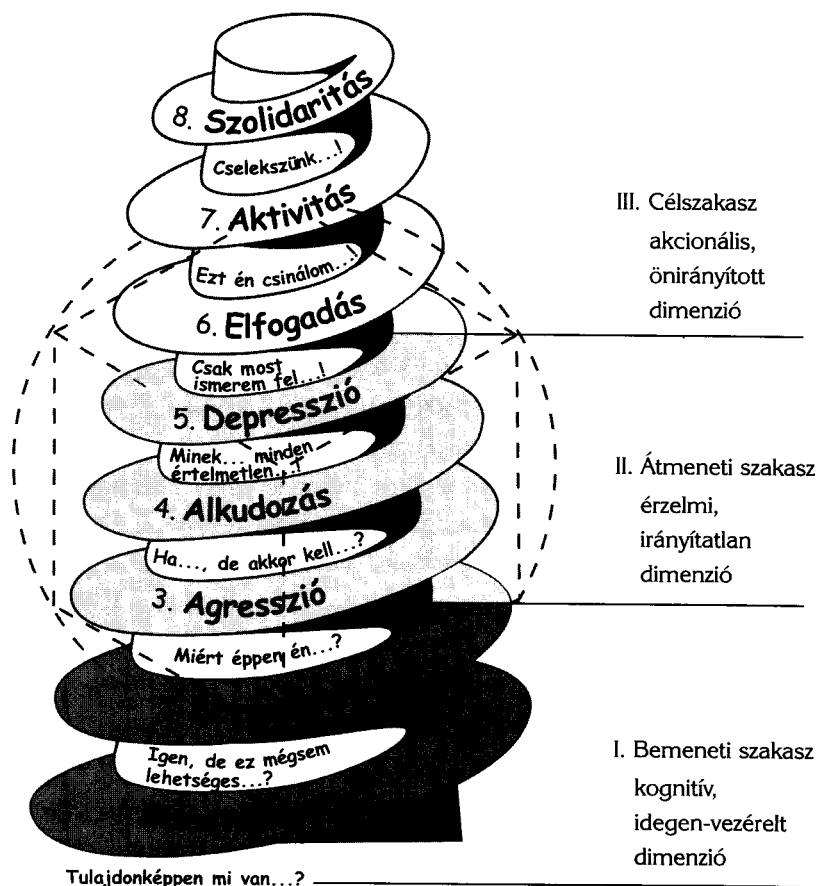 8. Szolidaritás
Cselekszünk...!
7. Aktivitás
Ezt én csinálom...!
6. Elfogadás
Csak most
ismerem fel...!
5. Depresszió
Minek... minden
értelmetlen...!
4. Alkudozás
Ha..., de akkor kell...?
3. Agresszió
Miért éppen én...?
Igen, de ez mégsem
lehetséges...?
Tulajdonképpen mi van...?
III. Célszakasz
akcionális,
önirányított
dimenzió
II. Átmeneti szakasz
érzelmi,
irányítatlan
dimenzió
I. Bemeneti szakasz
kognitív,
idegen-vezérelt
dimenzió